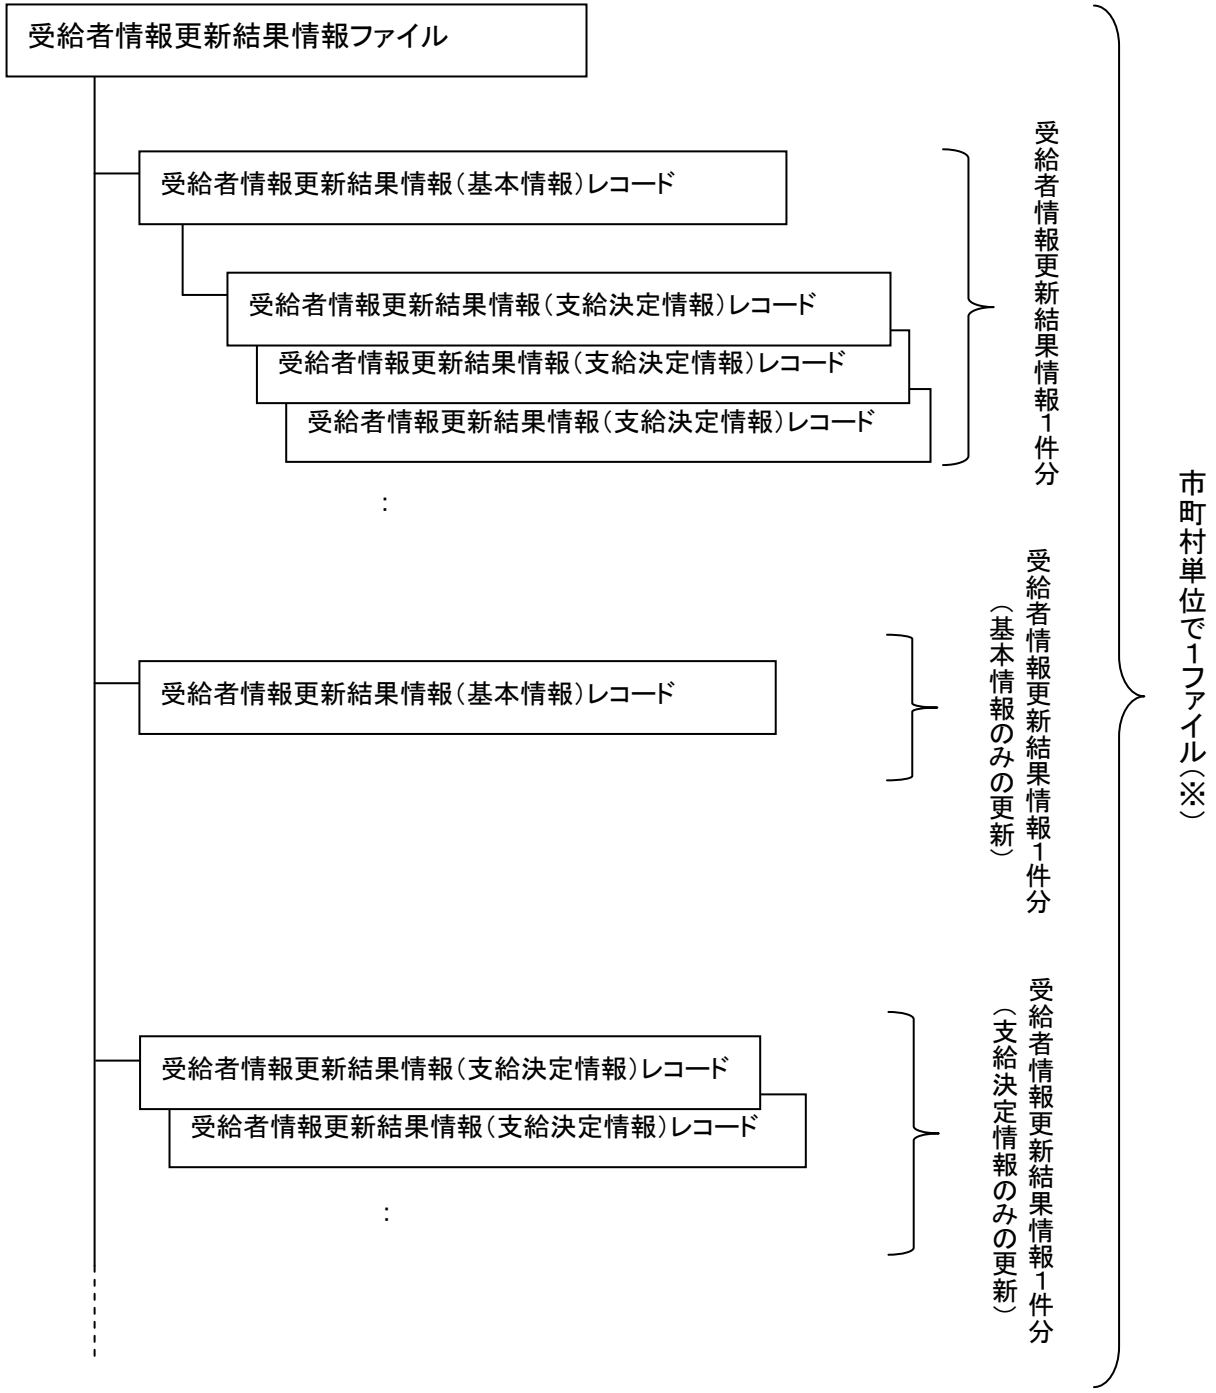 受給者情報更新結果情報ファイル
受給者情報更新結果情報（基本情報）レコード
受給者情報更新結果情報（支給決定情報）レコード
受給者情報更新結果情報（支給決定情報）レコード
受給者情報更新結果情報（支給決定情報）レコード
：
受給者情報更新結果情報１件分
受給者情報更新結果情報（基本情報）レコード
受給者情報更新結果情報１件分
（基本情報のみの更新）
受給者情報更新結果情報（支給決定情報）レコード
受給者情報更新結果情報（支給決定情報）レコード
：
受給者情報更新結果情報１件分
（支給決定情報のみの更新）
市町村単位で１ファイル（※）